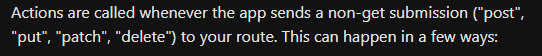 Actions are called whenever the app sends a non-get submission ("post",
"put", "patch", "delete") to your route. This can happen in a few ways: